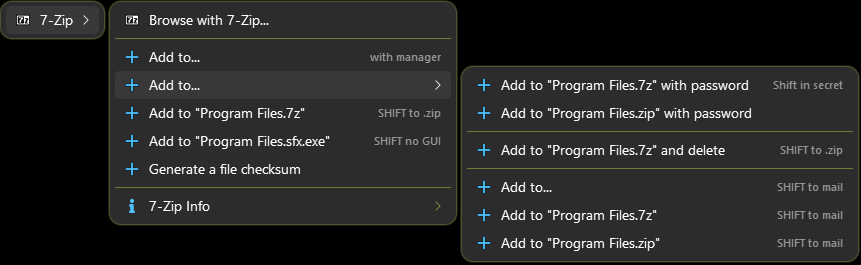 7-Zip
Browse with 7-Zip...
Add to... with manager
Add to...
Add to "Program Files.7z" SHIFT to .zip
Add to "Program Files.sfx.exe" SHIFT no GUI
Generate a file checksum
7-Zip Info
Add to "Program Files.7z" with password Shift in secret
Add to "Program Files.zip" with password
Add to "Program Files.7z" and delete SHIFT to .zip
Add to... SHIFT to mail
Add to "Program Files.7z" SHIFT to mail
Add to "Program Files.zip" SHIFT to mail